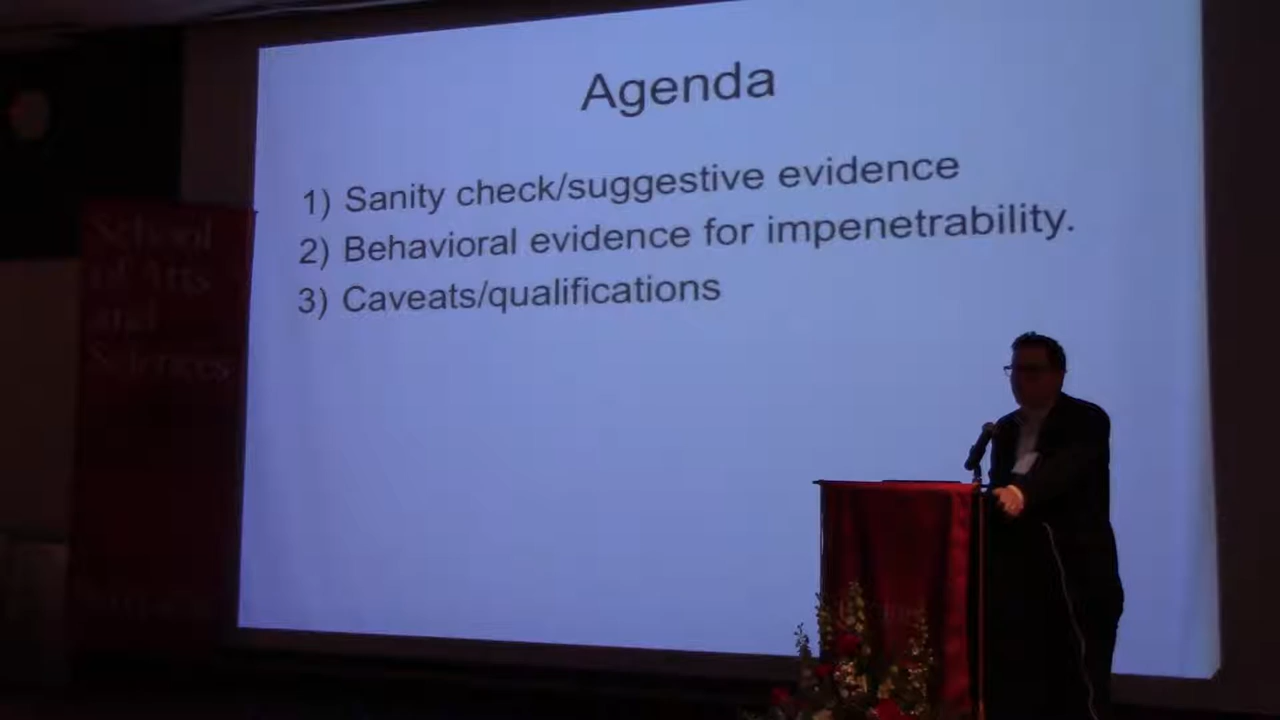 Agenda
1) Sanity check/suggestive evidence
2) Behavioral evidence for impenetrability.
3) Caveats/qualifications
School
of Arts
and
Sciences